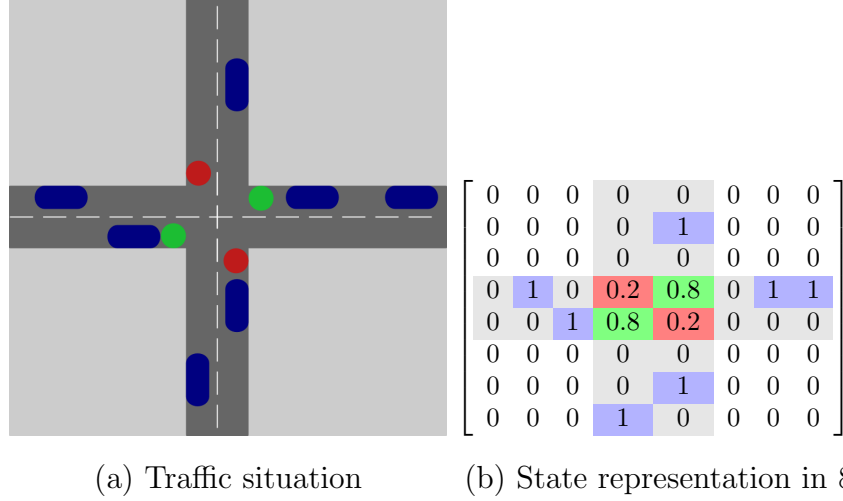 0 0 0 0 0 0 0 0
0 0 0 0 1 0 0 0
0 0 0 0 0 0 0 0
0 1 0 0.2 0.8 0 1 1
0 0 1 0.8 0.2 0 0 0
0 0 0 0 0 0 0 0
0 0 0 0 1 0 0 0
0 0 0 1 0 0 0 0
(a) Traffic situation
(b) State representation in